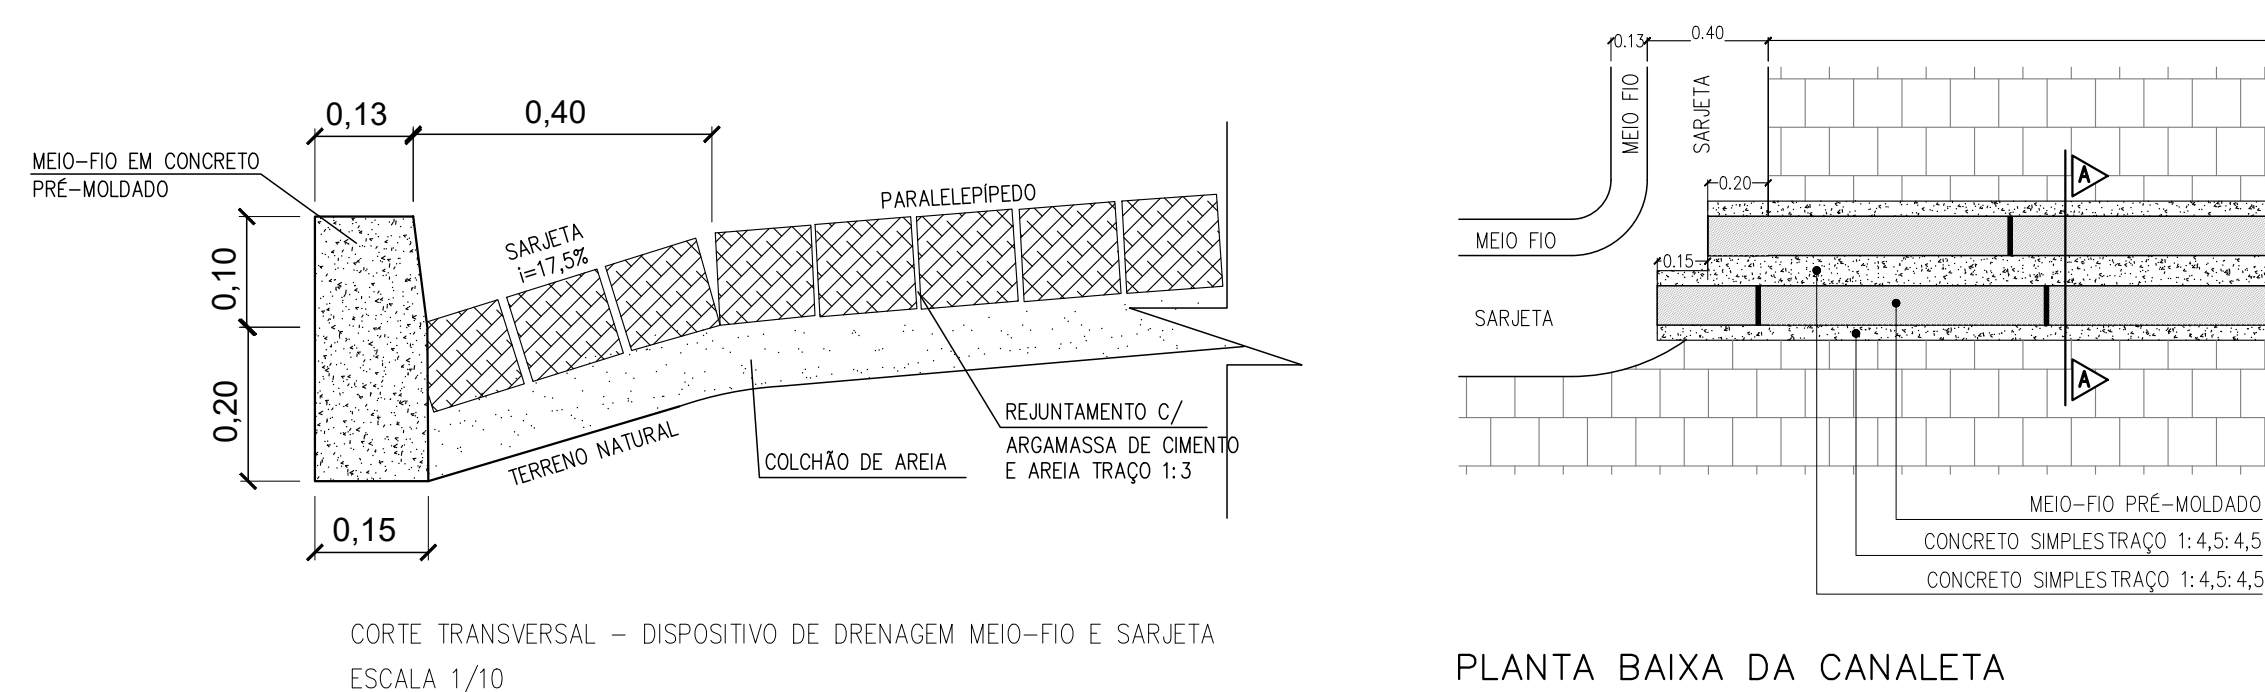 0,13
0,40
MEIO-FIO EM CONCRETO
PRÉ-MOLDADO
SARJETA
i=17,5%
PARALELEPÍPEDO
0,10
0,20
0,15
TERRENO NATURAL
COLCHÃO DE AREIA
REJUNTAMENTO C/
ARGAMASSA DE CIMENTO
E AREIA TRAÇO 1:3
CORTE TRANSVERSAL - DISPOSITIVO DE DRENAGEM MEIO-FIO E SARJETA
ESCALA 1/10
0.13
0.40
MEIO FIO
SARJETA
0.20
A
MEIO FIO
0.15
SARJETA
A
MEIO-FIO PRÉ-MOLDADO
CONCRETO SIMPLES TRAÇO 1:4,5:4,5
CONCRETO SIMPLES TRAÇO 1:4,5:4,5
PLANTA BAIXA DA CANALETA